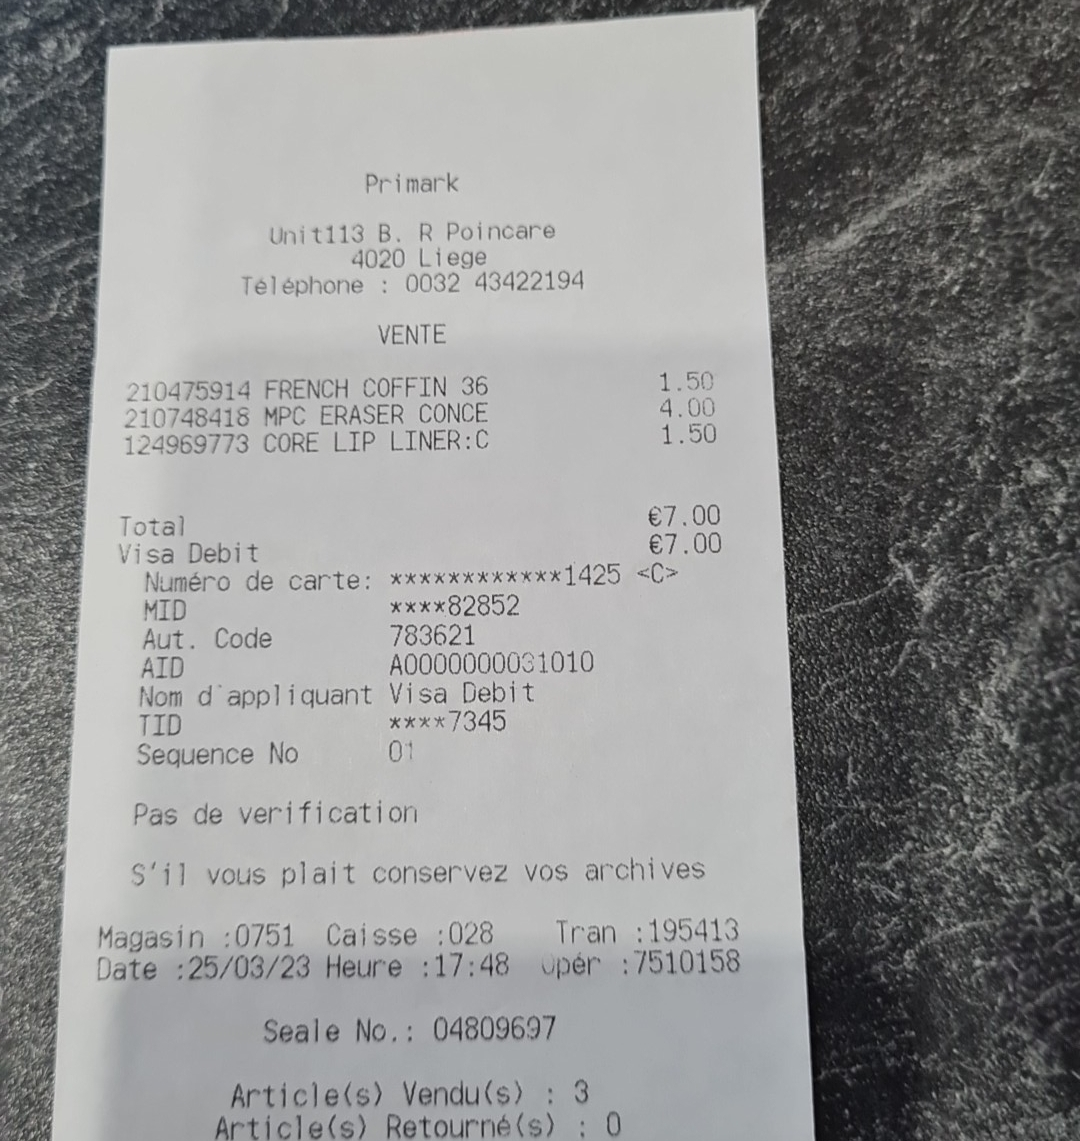 Primark
Unit113 B. R Poincare
4020 Liege
Téléphone : 0032 43422194
VENTE
210475914 FRENCH COFFIN 36 1.50
210748418 MPC ERASER CONCE 4.00
124969773 CORE LIP LINER:C 1.50
Total €7.00
Visa Debit €7.00
Numéro de carte: ************1425 <C>
MID ****82852
Aut. Code 783621
AID A0000000031010
Nom d'appliquant Visa Debit
TID ****7345
Sequence No 01
Pas de verification
S'il vous plait conservez vos archives
Magasin :0751 Caisse :028 Tran :195413
Date :25/03/23 Heure :17:48 Opér :7510158
Seale No.: 04809697
Article(s) Vendu(s) : 3
Article(s) Retourné(s) : 0